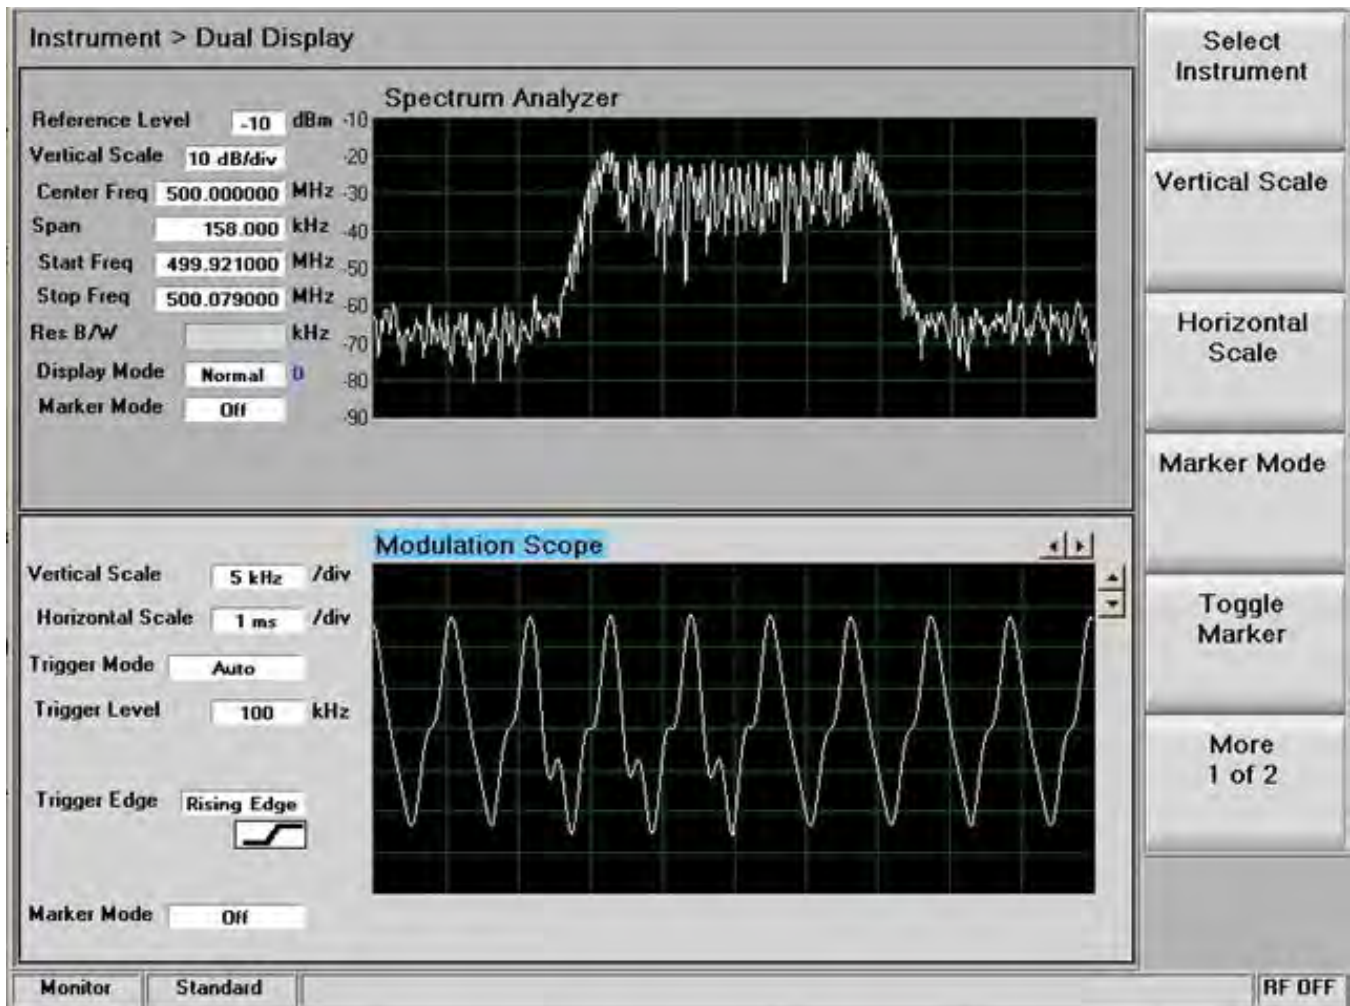 Instrument > Dual Display
Spectrum Analyzer
Reference Level -10 dBm
Vertical Scale 10 dB/div
Center Freq 500.000000 MHz
Span 158.000 kHz
Start Freq 499.921000 MHz
Stop Freq 500.079000 MHz
Res B/W kHz
Display Mode Normal 0
Marker Mode Off
-10
-20
-30
-40
-50
-60
-70
-80
-90
Modulation Scope
Vertical Scale 5 kHz /div
Horizontal Scale 1 ms /div
Trigger Mode Auto
Trigger Level 100 kHz
Trigger Edge Rising Edge
Marker Mode Off
Select
Instrument
Vertical Scale
Horizontal
Scale
Marker Mode
Toggle
Marker
More
1 of 2
Monitor Standard RF OFF